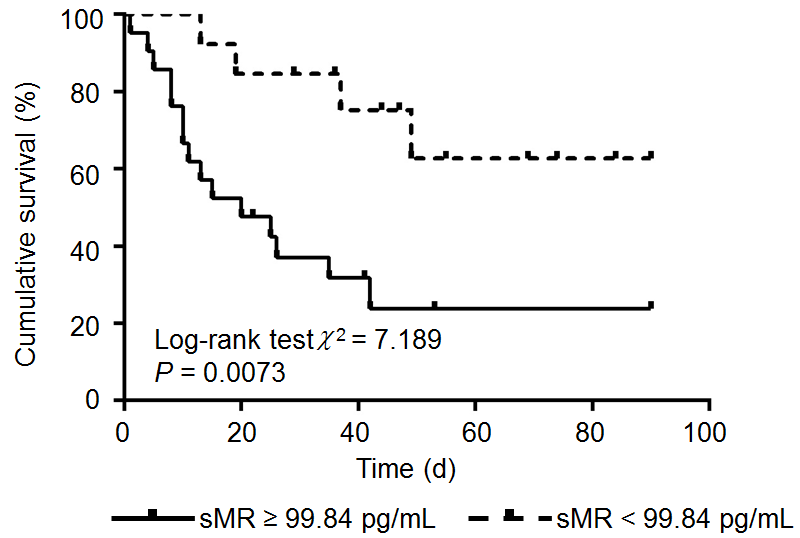 Cumulative survival (%)
100
80
60
40
20
0
Log-rank test χ² = 7.189
P = 0.0073
0 20 40 60 80 100
Time (d)
sMR ≥ 99.84 pg/mL sMR < 99.84 pg/mL